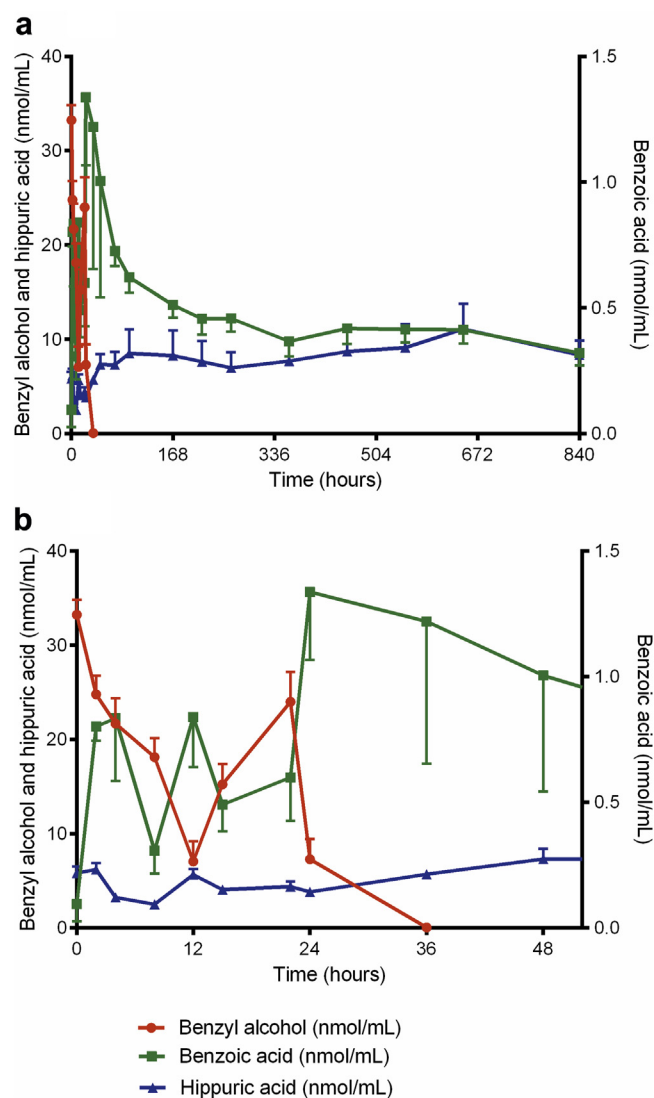 a
Benzyl alcohol and hippuric acid (nmol/mL)
40
30
20
10
0
1.5
1.0
0.5
0.0
Benzoic acid (nmol/mL)
0 168 336 504 672 840
Time (hours)
b
Benzyl alcohol and hippuric acid (nmol/mL)
40
30
20
10
0
1.5
1.0
0.5
0.0
Benzoic acid (nmol/mL)
0 12 24 36 48
Time (hours)
Benzyl alcohol (nmol/mL)
Benzoic acid (nmol/mL)
Hippuric acid (nmol/mL)